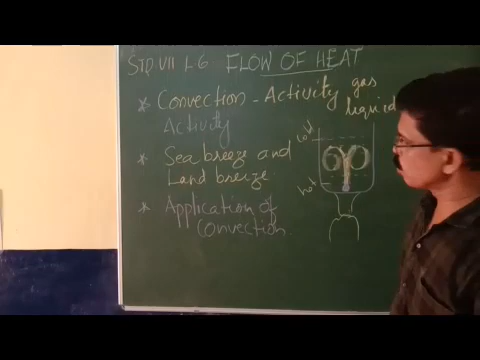 STD VII L-6 FLOW OF HEAT
* Convection - Activity gas
liquid
Activity
* Sea breeze and
Land breize.
* Application of
Convection.
cold
hot